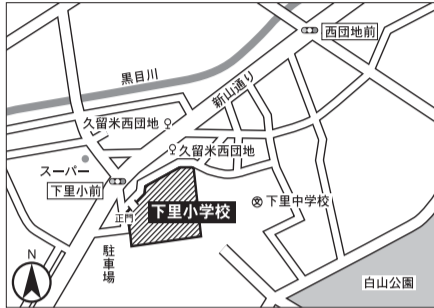 西団地前
黒目川
新山通り
久留米西団地
久留米西団地
スーパー
下里小前
正門
下里小学校
文 下里中学校
駐車場
N
白山公園